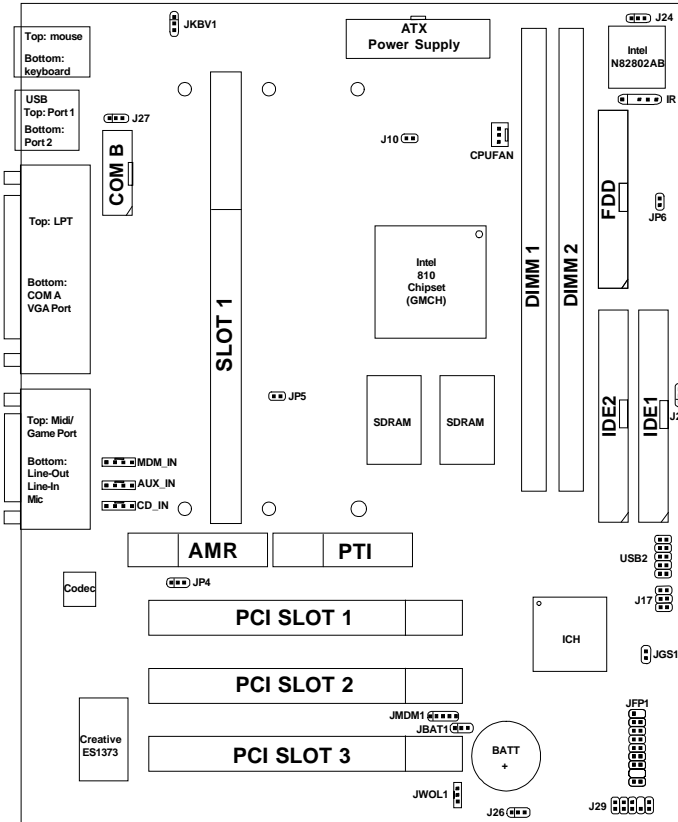 JKBV1
ATX
Power Supply
J24
Top: mouse
Bottom:
keyboard
Intel
N82802AB
USB
Top: Port 1
Bottom:
Port 2
J27
IR
J10
CPUFAN
COM B
FDD
JP6
Top: LPT
Bottom:
COM A
VGA Port
Intel
810
Chipset
(GMCH)
DIMM 1
DIMM 2
SLOT 1
JP5
SDRAM
SDRAM
IDE2
IDE1
J2
Top: Midi/
Game Port
Bottom:
Line-Out
Line-In
Mic
MDM_IN
AUX_IN
CD_IN
AMR
PTI
USB2
JP4
Codec
J17
PCI SLOT 1
ICH
JGS1
PCI SLOT 2
JMDM1
JBAT1
JFP1
Creative
ES1373
PCI SLOT 3
BATT
+
JWOL1
J26
J29